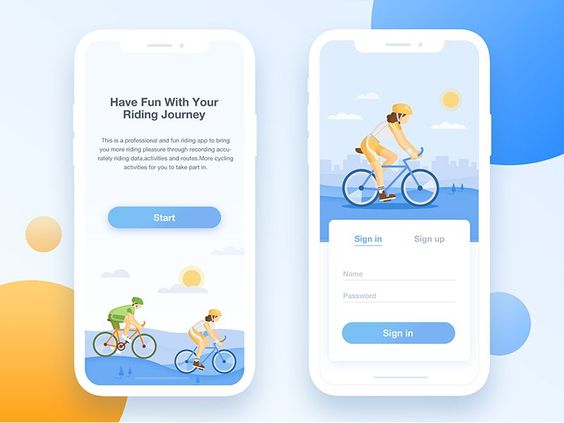 Have Fun With Your
Riding Journey
This is a professional and fun riding app to bring
you more riding pleasure through recording accu-
rately riding data,activities and routes.More cycling
activities for you to take part in.
Start
Sign in
Sign up
Name
Password
Sign in